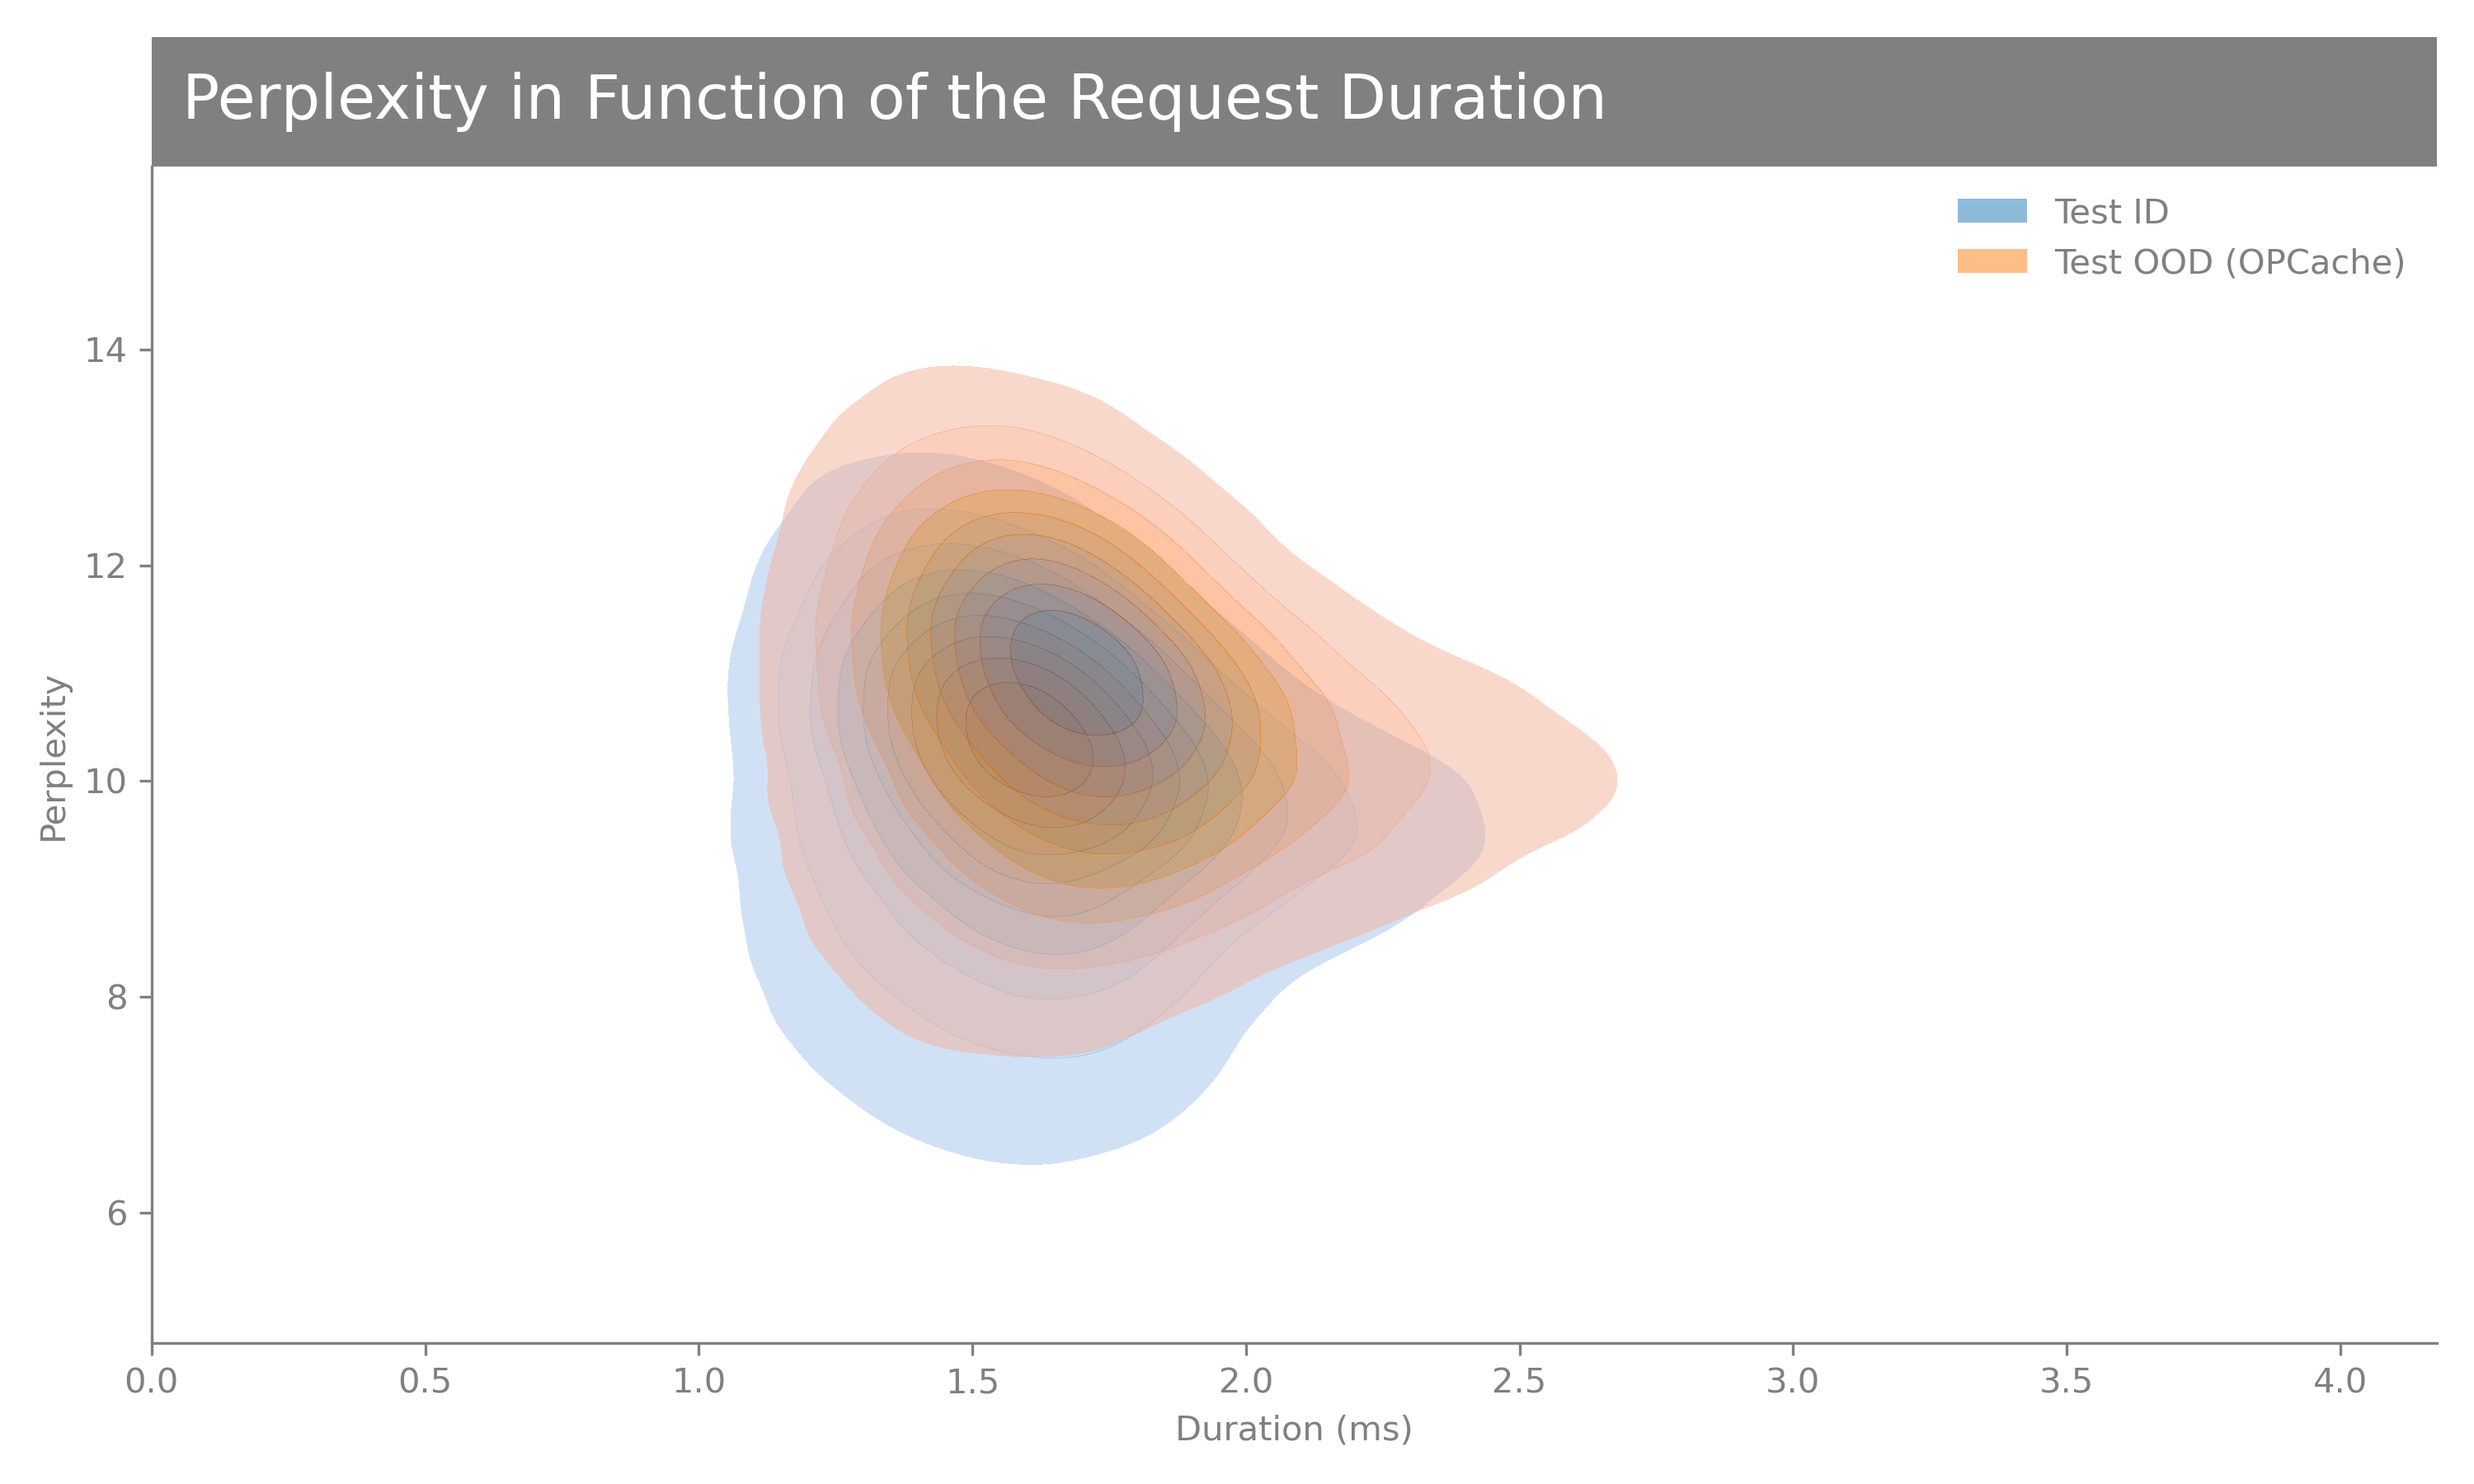 Perplexity in Function of the Request Duration
Test ID
Test OOD (OPCache)
14
12
10
8
6
Perplexity
0.0 0.5 1.0 1.5 2.0 2.5 3.0 3.5 4.0
Duration (ms)